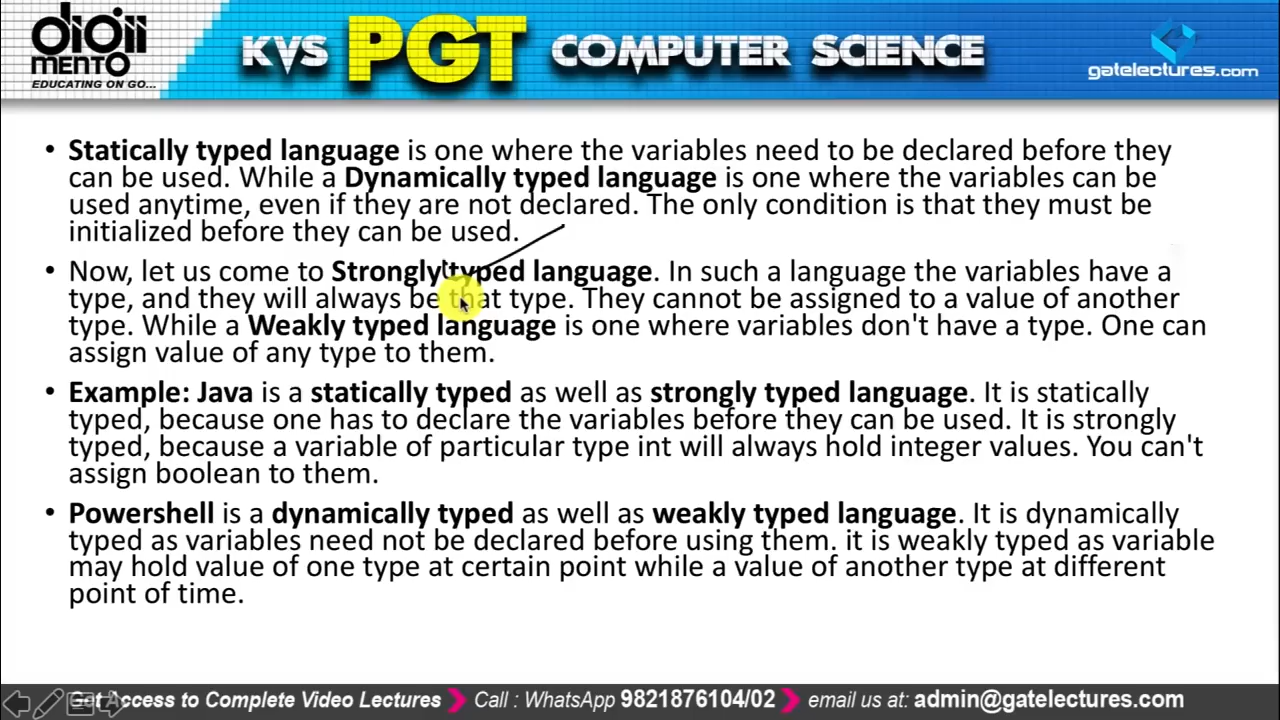 digii
MENTO
EDUCATING ON GO...
KVS PGT COMPUTER SCIENCE
gatelectures.com
• Statically typed language is one where the variables need to be declared before they
can be used. While a Dynamically typed language is one where the variables can be
used anytime, even if they are not declared. The only condition is that they must be
initialized before they can be used.
• Now, let us come to Strongly typed language. In such a language the variables have a
type, and they will always be that type. They cannot be assigned to a value of another
type. While a Weakly typed language is one where variables don't have a type. One can
assign value of any type to them.
• Example: Java is a statically typed as well as strongly typed language. It is statically
typed, because one has to declare the variables before they can be used. It is strongly
typed, because a variable of particular type int will always hold integer values. You can't
assign boolean to them.
• Powershell is a dynamically typed as well as weakly typed language. It is dynamically
typed as variables need not be declared before using them. it is weakly typed as variable
may hold value of one type at certain point while a value of another type at different
point of time.
Get Access to Complete Video Lectures Call : WhatsApp 9821876104/02 email us at: admin@gatelectures.com